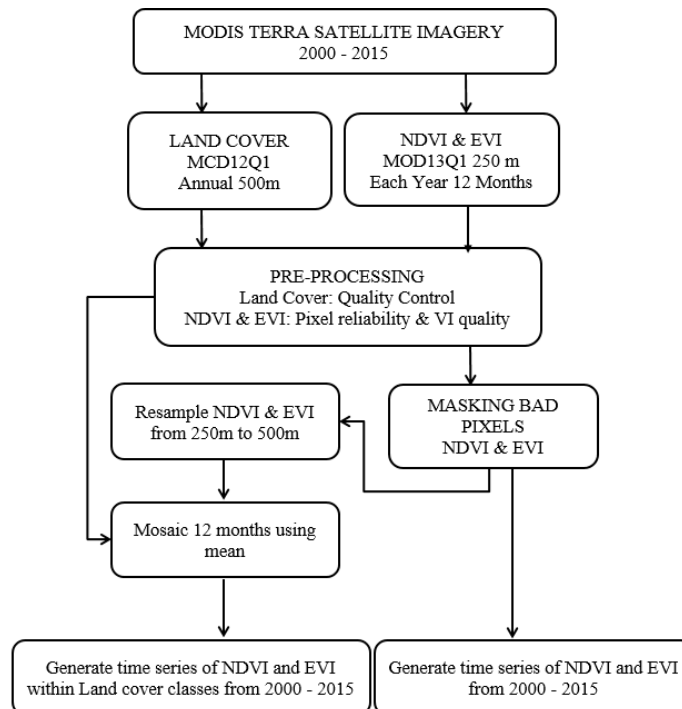 MODIS TERRA SATELLITE IMAGERY
2000 - 2015
LAND COVER
MCD12Q1
Annual 500m
NDVI & EVI
MOD13Q1 250 m
Each Year 12 Months
PRE-PROCESSING
Land Cover: Quality Control
NDVI & EVI: Pixel reliability & VI quality
Resample NDVI & EVI
from 250m to 500m
MASKING BAD
PIXELS
NDVI & EVI
Mosaic 12 months using
mean
Generate time series of NDVI and EVI
within Land cover classes from 2000 - 2015
Generate time series of NDVI and EVI
from 2000 - 2015